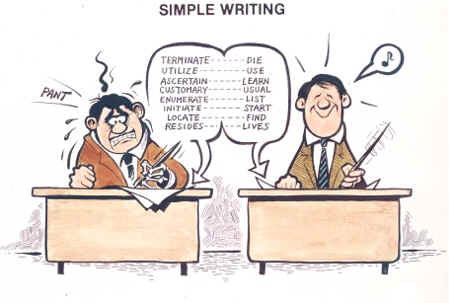 SIMPLE WRITING
TERMINATE------DIE
UTILIZE------USE
ASCERTAIN------LEARN
CUSTOMARY------USUAL
ENUMERATE------LIST
INITIATE------START
LOCATE------FIND
RESIDES------LIVES
PANT